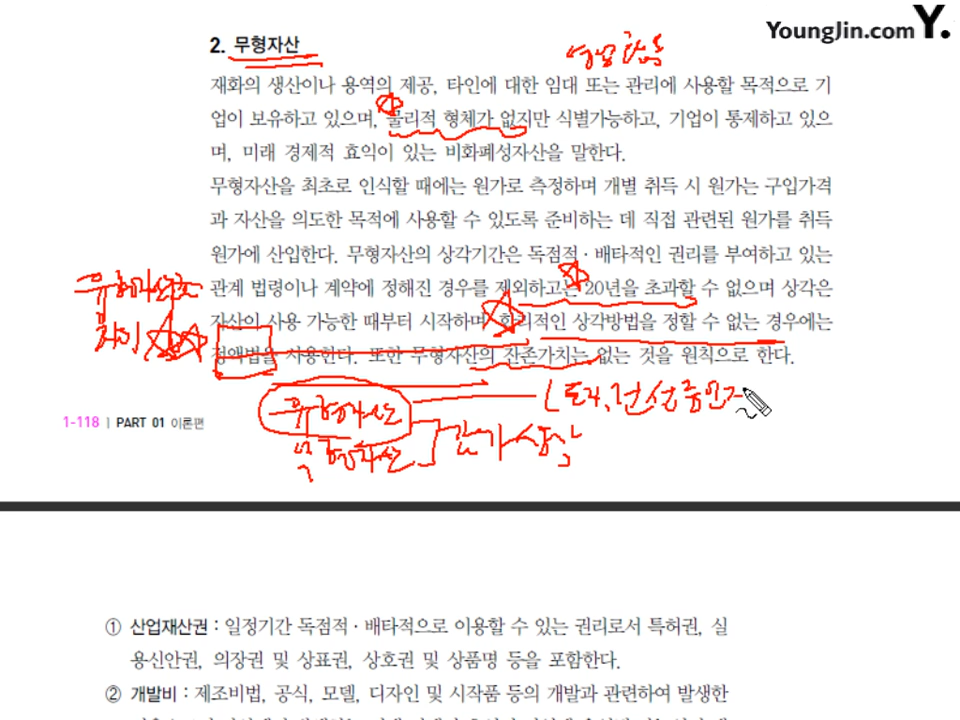 YoungJin.com Y.
2. 무형자산
영업활동
재화의 생산이나 용역의 제공, 타인에 대한 임대 또는 관리에 사용할 목적으로 기
업이 보유하고 있으며, 물리적 형체가 없지만 식별가능하고, 기업이 통제하고 있으
며, 미래 경제적 효익이 있는 비화폐성자산을 말한다.
무형자산을 최초로 인식할 때에는 원가로 측정하며 개별 취득 시 원가는 구입가격
과 자산을 의도한 목적에 사용할 수 있도록 준비하는 데 직접 관련된 원가를 취득
원가에 산입한다. 무형자산의 상각기간은 독점적·배타적인 권리를 부여하고 있는
관계 법령이나 계약에 정해진 경우를 제외하고는 20년을 초과할 수 없으며 상각은
자산이 사용 가능한 때부터 시작하며, 합리적인 상각방법을 정할 수 없는 경우에는
정액법을 사용한다. 또한 무형자산의 잔존가치는 없는 것을 원칙으로 한다.
유형자산
차이
유형자산
무형자산
감가상각
토지, 건설중인자
1-118 | PART 01 이론편
① 산업재산권 : 일정기간 독점적·배타적으로 이용할 수 있는 권리로서 특허권, 실
용신안권, 의장권 및 상표권, 상호권 및 상품명 등을 포함한다.
② 개발비 : 제조비법, 공식, 모델, 디자인 및 시작품 등의 개발과 관련하여 발생한